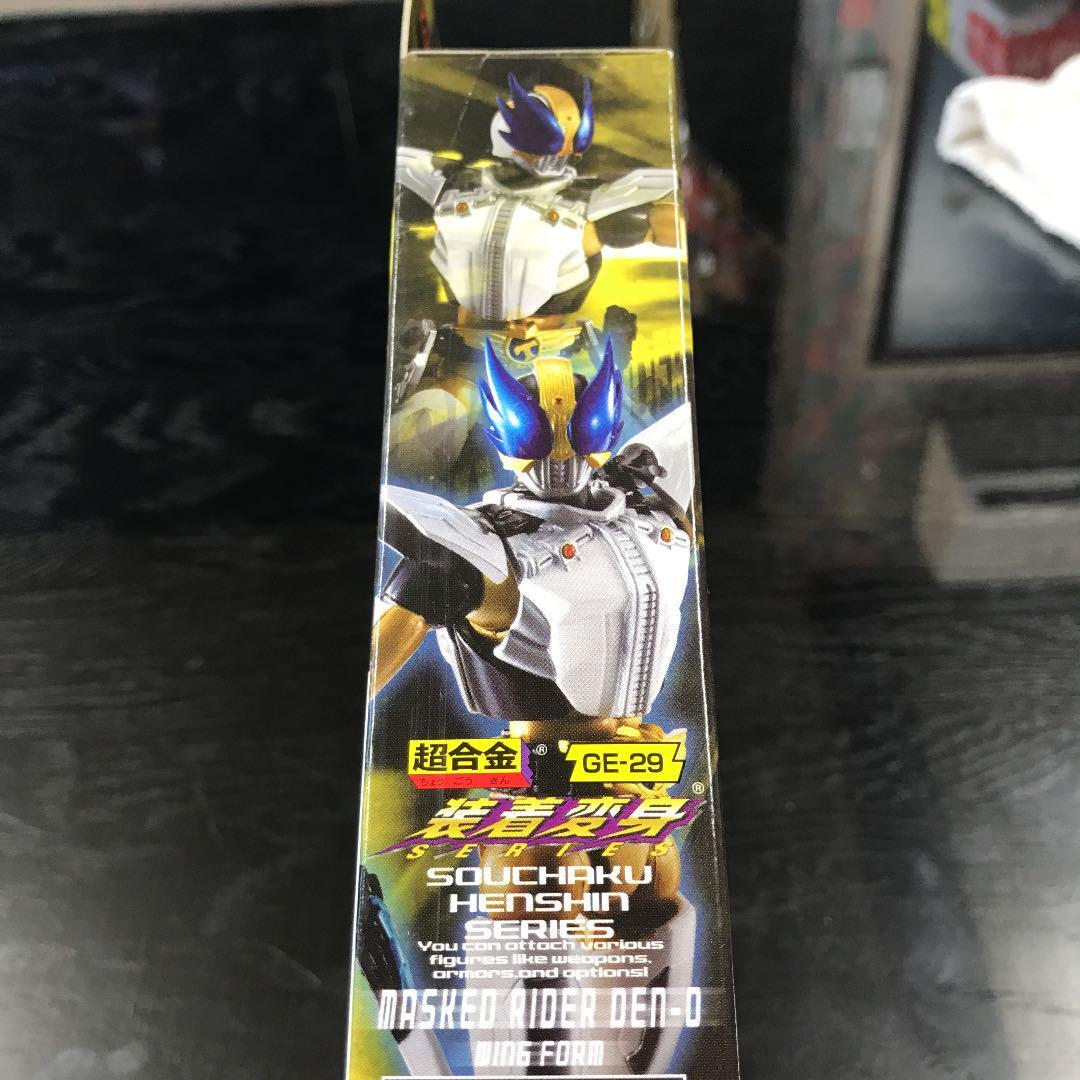 超合金® GE-29
ちょう ごう きん
装着変身®
SERIES
SOUCHAKU
HENSHIN
SERIES
You can attach various
figures like weapons,
armors,and options!
MASKED RIDER DEN-O
WING FORM